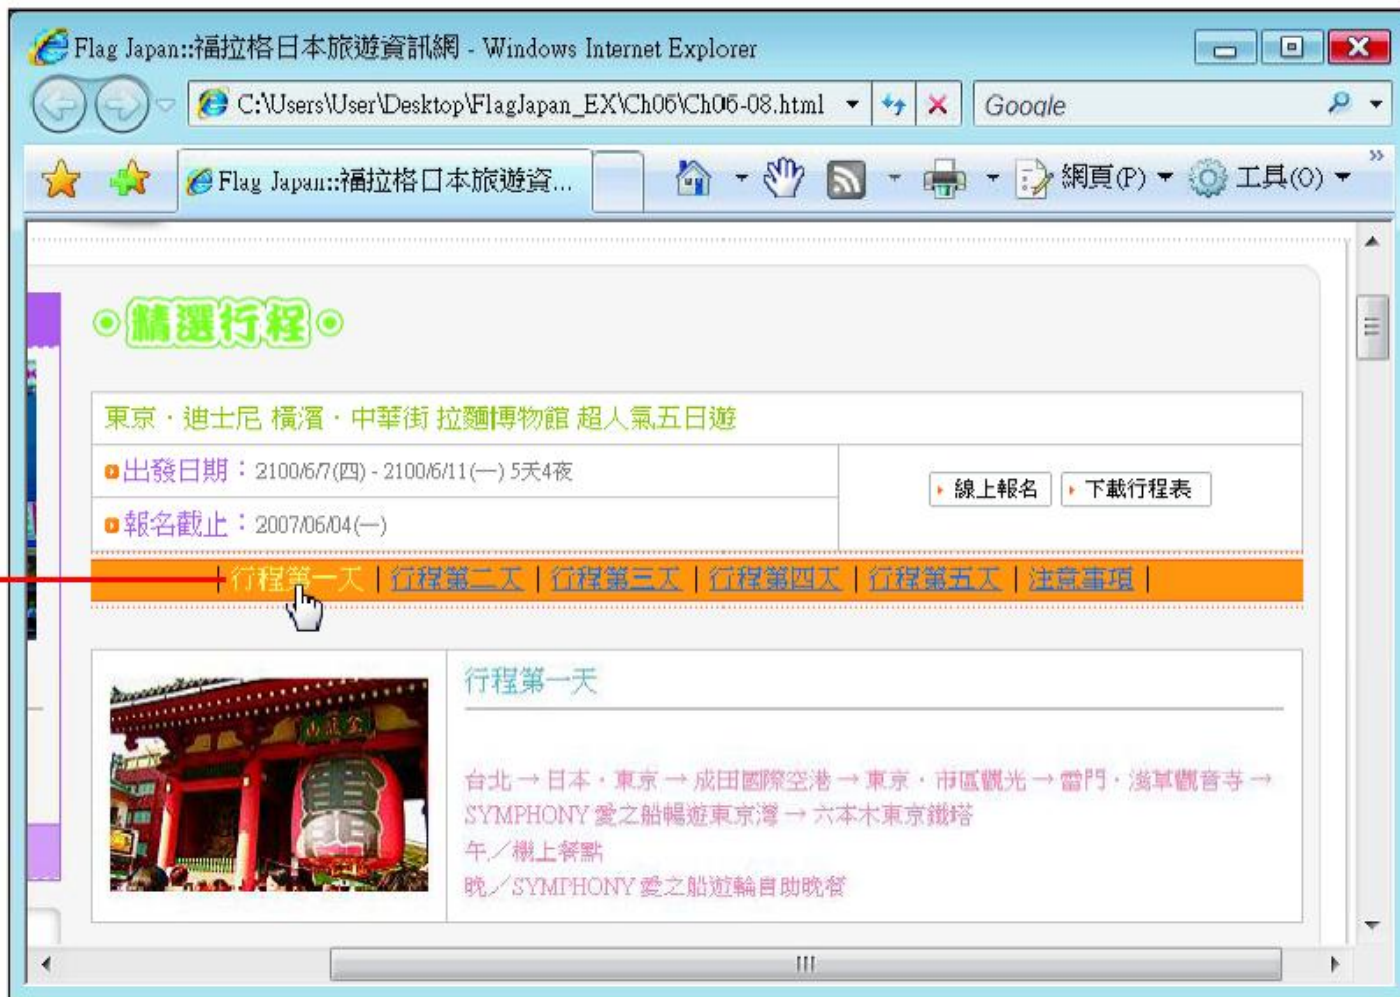 Flag Japan::福拉格日本旅遊資訊網 - Windows Internet Explorer
C:\Users\User\Desktop\FlagJapan_EX\Ch06\Ch06-08.html
Google
Flag Japan::福拉格日本旅遊資...
網頁(P)
工具(O)
精選行程
東京‧迪士尼 橫濱‧中華街 拉麵博物館 超人氣五日遊
出發日期：2100/6/7(四) - 2100/6/11(一) 5天4夜
線上報名 下載行程表
報名截止：2007/06/04(一)
| 行程第一天 | 行程第二天 | 行程第三天 | 行程第四天 | 行程第五天 | 注意事項 |
行程第一天
台北 → 日本‧東京 → 成田國際空港 → 東京‧市區觀光 → 雷門‧淺草觀音寺 →
SYMPHONY 愛之船暢遊東京灣 → 六本木東京鐵塔
午／機上餐點
晚／SYMPHONY 愛之船遊輪自助晚餐